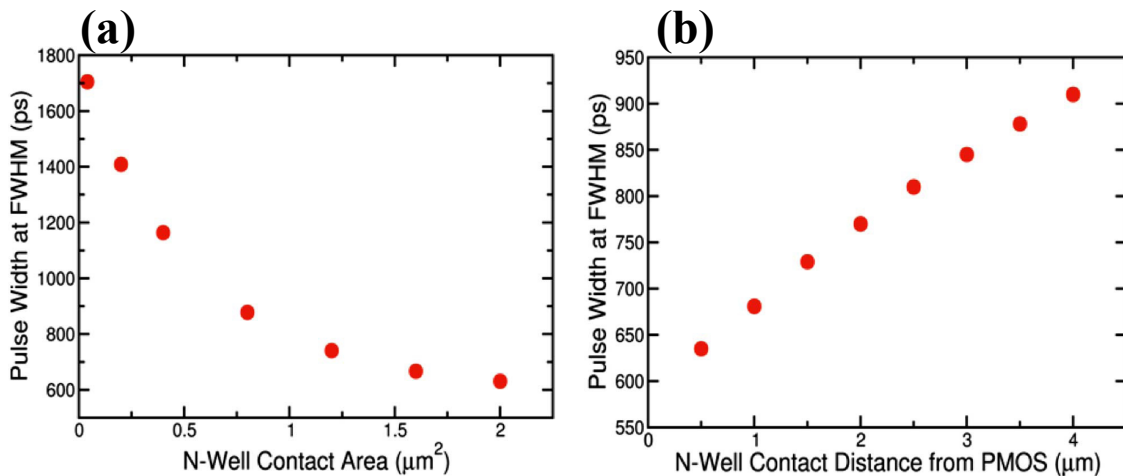 (a)
1800
1600
1400
1200
1000
800
600
0 0.5 1 1.5 2
Pulse Width at FWHM (ps)
N-Well Contact Area (μm²)
(b)
950
900
850
800
750
700
650
600
550
0 1 2 3 4
Pulse Width at FWHM (ps)
N-Well Contact Distance from PMOS (μm)